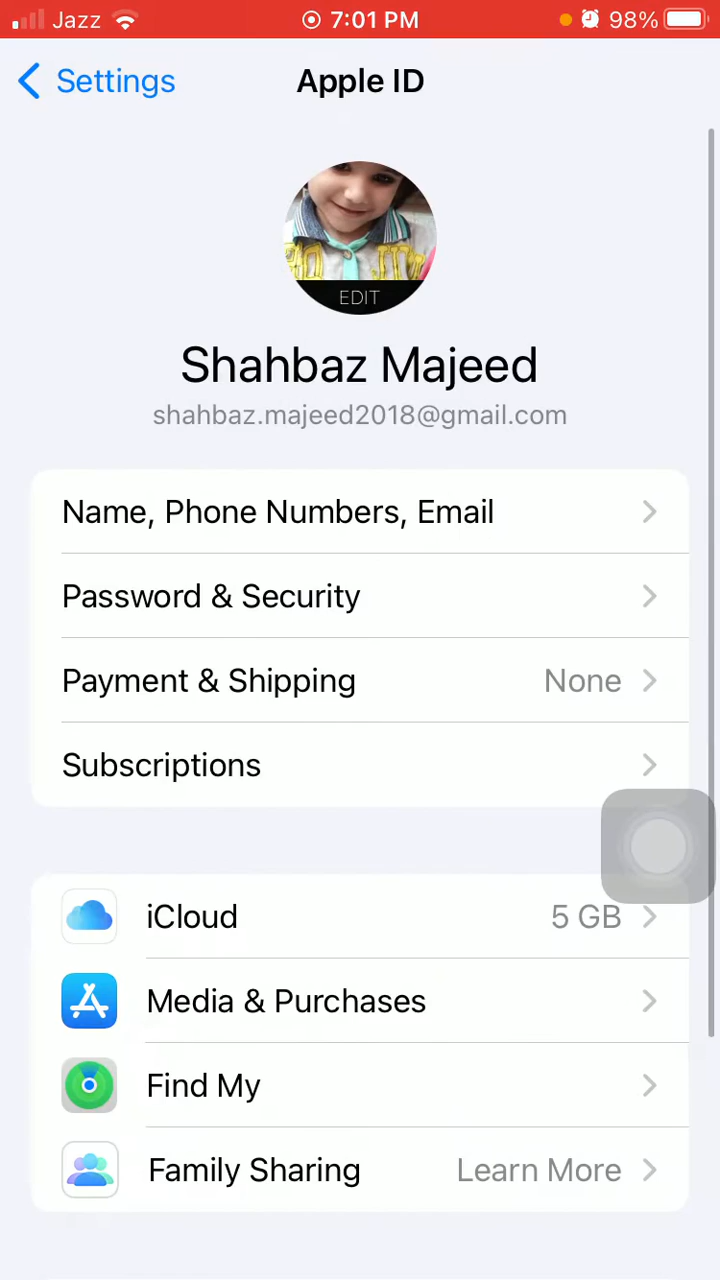 Jazz 7:01 PM 98%
Settings Apple ID
EDIT
Shahbaz Majeed
shahbaz.majeed2018@gmail.com
Name, Phone Numbers, Email
Password & Security
Payment & Shipping None
Subscriptions
iCloud 5 GB
Media & Purchases
Find My
Family Sharing Learn More